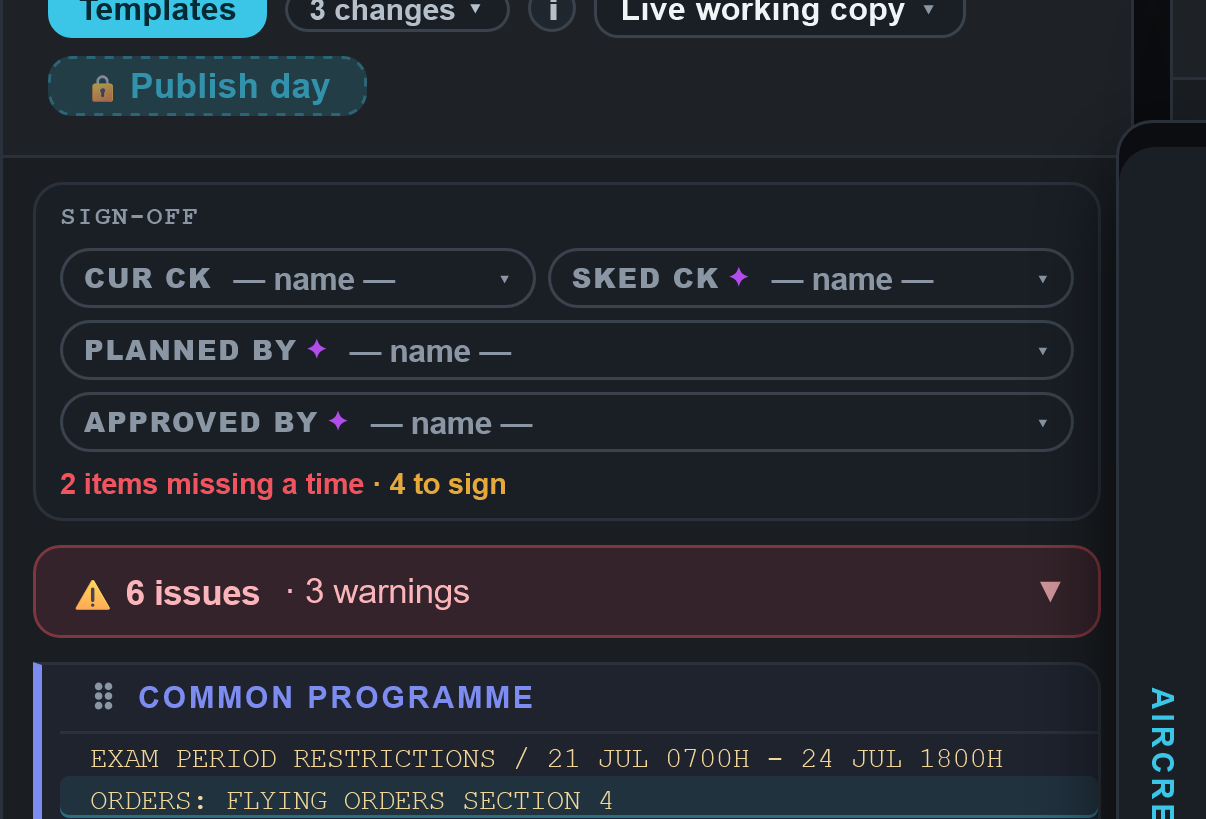 Templates 3 changes ▾ i Live working copy ▾
🔒 Publish day
SIGN-OFF
CUR CK — name — ▾ SKED CK ✦ — name — ▾
PLANNED BY ✦ — name — ▾
APPROVED BY ✦ — name — ▾
2 items missing a time · 4 to sign
⚠️ 6 issues · 3 warnings ▼
COMMON PROGRAMME
EXAM PERIOD RESTRICTIONS / 21 JUL 0700H - 24 JUL 1800H
ORDERS: FLYING ORDERS SECTION 4
AIRCRE